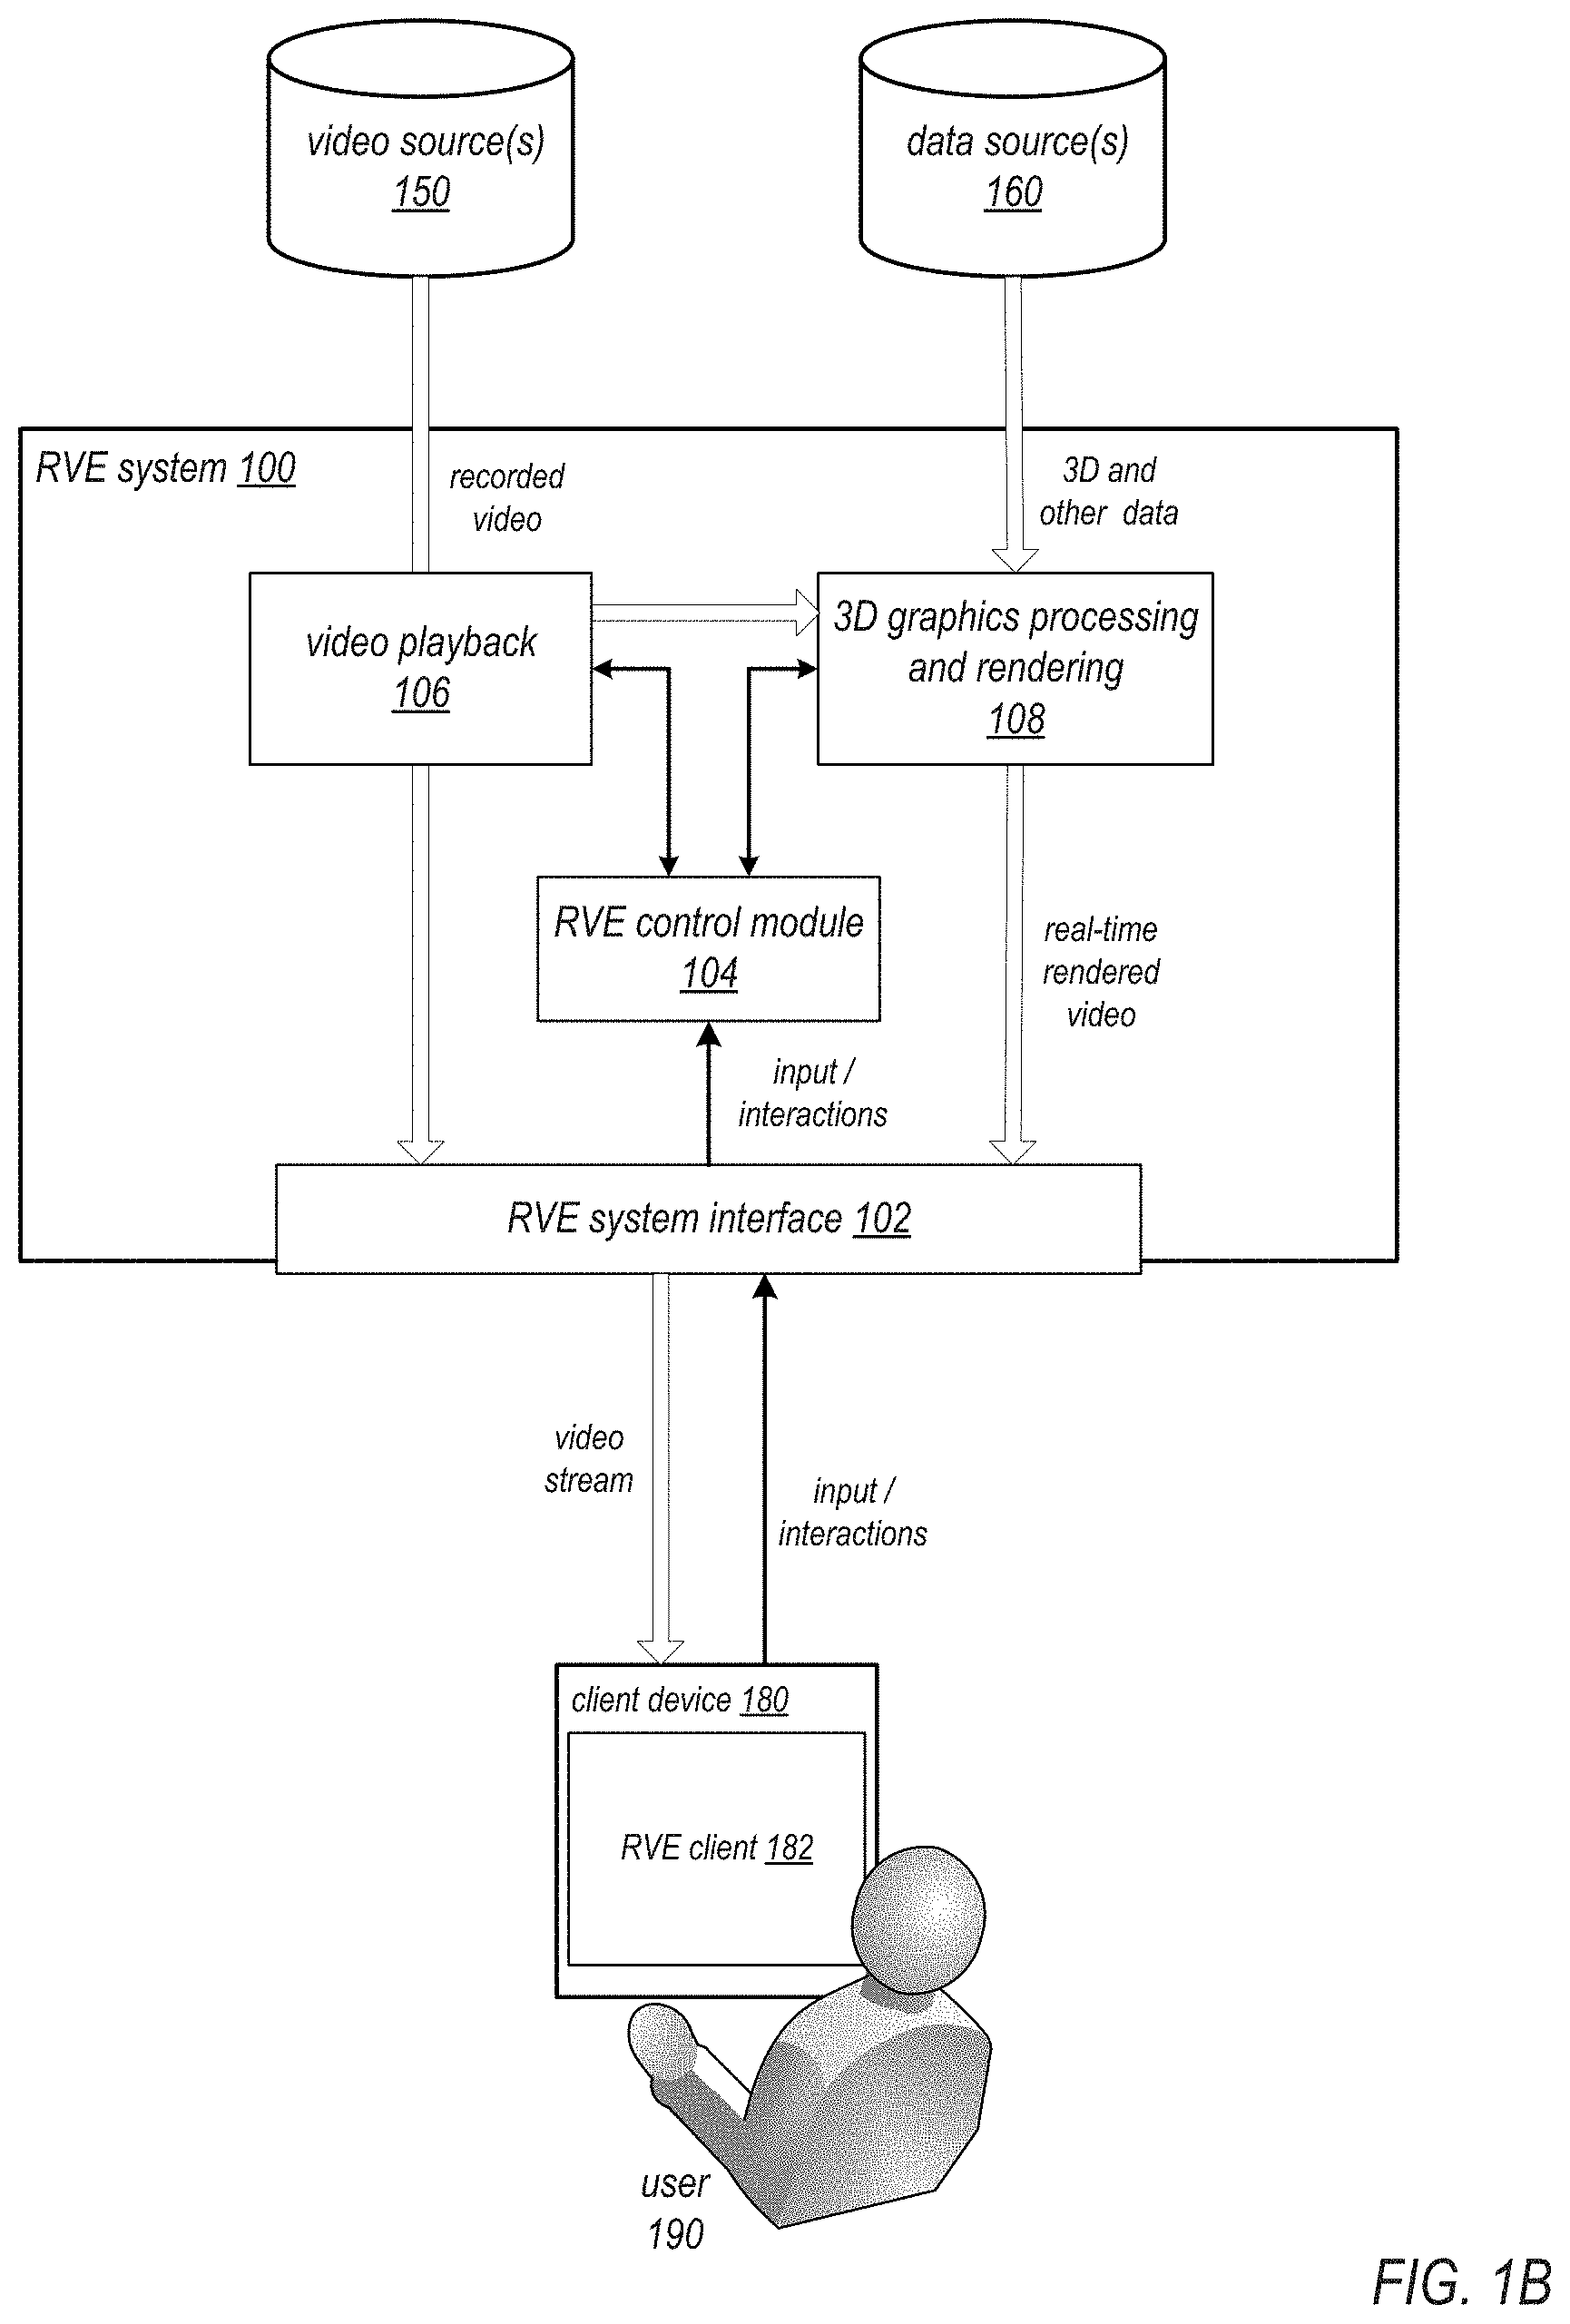 video source(s)
150
data source(s)
160
RVE system 100
recorded
video
3D and
other data
video playback
106
3D graphics processing
and rendering
108
RVE control module
104
real-time
rendered
video
input /
interactions
RVE system interface 102
video
stream
input /
interactions
client device 180
RVE client 182
user
190
FIG. 1B